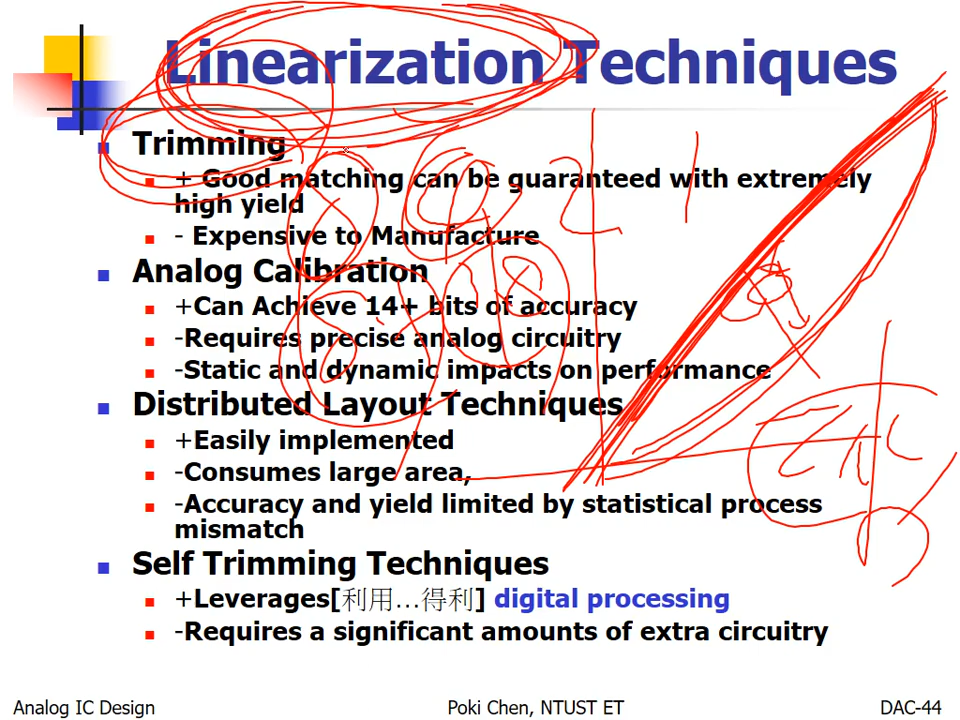 Linearization Techniques
Trimming
+ Good matching can be guaranteed with extremely
high yield
- Expensive to Manufacture
Analog Calibration
+Can Achieve 14+ bits of accuracy
-Requires precise analog circuitry
-Static and dynamic impacts on performance
Distributed Layout Techniques
+Easily implemented
-Consumes large area,
-Accuracy and yield limited by statistical process
mismatch
Self Trimming Techniques
+Leverages[利用…得利] digital processing
-Requires a significant amounts of extra circuitry
Analog IC Design
Poki Chen, NTUST ET
DAC-44